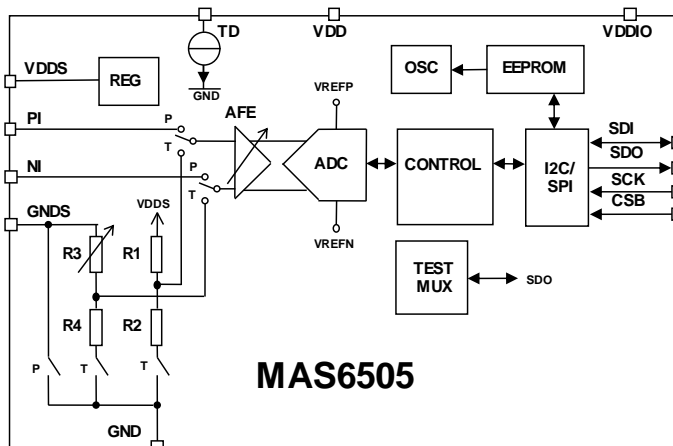 TD
VDD
VDDIO
VDDS
REG
GND
OSC
EEPROM
PI
P
T
AFE
VREFP
ADC
CONTROL
I2C/
SPI
SDI
SDO
SCK
CSB
NI
P
T
GNDS
VDDS
VREFN
R3
R1
TEST
MUX
SDO
R4
R2
P
T
T
MAS6505
GND